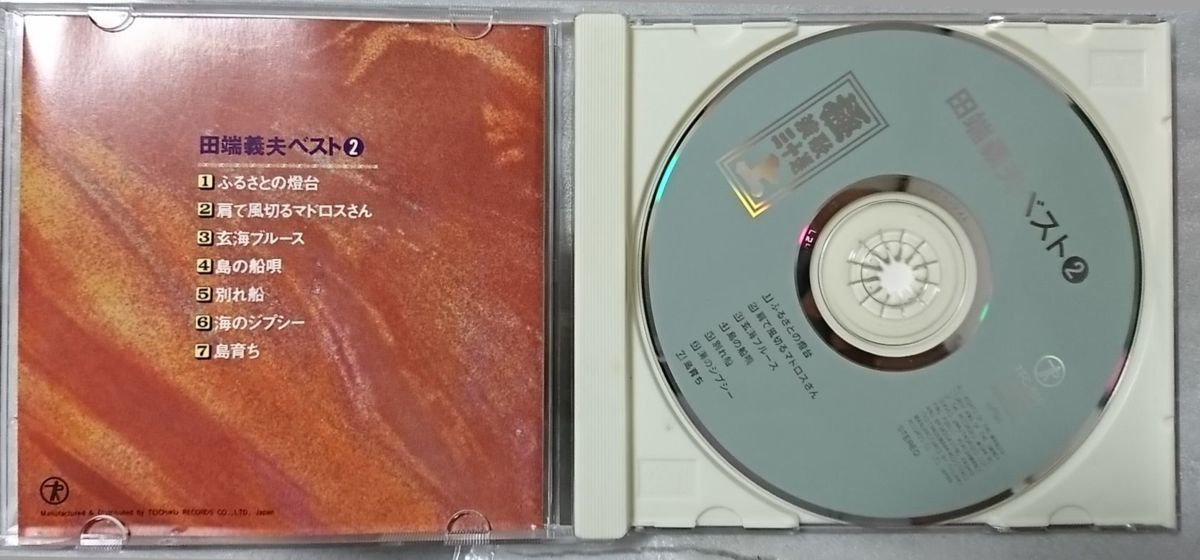 田端義夫ベスト2
1 ふるさとの燈台
2 肩で風切るマドロスさん
3 玄海ブルース
4 島の船唄
5 別れ船
6 海のジプシー
7 島育ち
Manufactured & Distributed by TEICHIKU RECORDS CO.,LTD. Japan
田端義夫ベスト2
1 ふるさとの燈台
2 肩で風切るマドロスさん
3 玄海ブルース
4 島の船唄
5 別れ船
6 海のジプシー
7 島育ち
STEREO